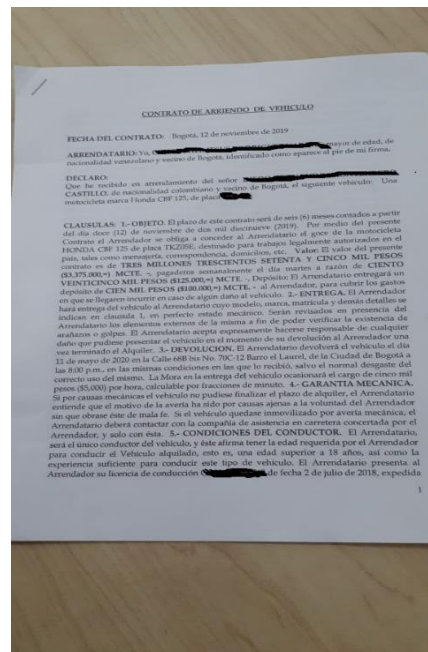 CONTRATO DE ARRIENDO DE VEHICULO
FECHA DEL CONTRATO: Bogotá, 12 de noviembre de 2019
ARRENDATARIO: Yo, mayor de edad, de
nacionalidad venezolano y vecino de Bogotá, identificado como aparece al pie de mi firma.
DECLARO:
Que he recibido en arrendamiento del señor
CASTILLO, de nacionalidad colombiano y vecino de Bogotá, el siguiente vehículo: Una
motocicleta marca Honda CBF 125, de placa
CLAUSULAS: 1.- OBJETO. El plazo de este contrato será de seis (6) meses contados a partir
del día doce (12) de noviembre de dos mil diecinueve (2019). Por medio del presente
Contrato el Arrendador se obliga a conceder al Arrendatario el goce de la motocicleta
HONDA CBF 125 de placa destinado para trabajos legalmente autorizados en el
país, tales como mensajería, correspondencia, domicilios, etc. Valor: El valor del presente
contrato es de TRES MILLONES TRESCIENTOS SETENTA Y CINCO MIL PESOS
($3.375.000,=) MCTE. -, pagaderos semanalmente el día martes a razón de CIENTO
VEINTICINCO MIL PESOS ($125.000,=) MCTE. -, Depósito: El Arrendatario entregará un
depósito de CIEN MIL PESOS ($100.000,=) MCTE. - al Arrendador, para cubrir los gastos
en que se llegaren incurrir en caso de algún daño al vehículo. 2.- ENTREGA. El Arrendador
hará entrega del vehículo al Arrendatario cuyo modelo, marca, matrícula y demás detalles se
indican en clausula 1, en perfecto estado mecánico. Serán revisados en presencia del
Arrendatario los elementos externos de la misma a fin de poder verificar la existencia de
arañazos o golpes. El Arrendatario acepta expresamente hacerse responsable de cualquier
daño que pudiese presentar el vehículo en el momento de su devolución al Arrendador una
vez terminado el Alquiler. 3.- DEVOLUCION. El Arrendatario devolverá el vehículo el día
11 de mayo de 2020 en la Calle 68B bis No. 70C-12 Barro el Laurel, de la Ciudad de Bogotá a
las 8:00 p.m., en las mismas condiciones en las que lo recibió, salvo el normal desgaste del
correcto uso del mismo. La Mora en la entrega del vehículo ocasionará el cargo de cinco mil
pesos ($5,000) por hora, calculable por fracciones de minuto. 4.- GARANTIA MECANICA.
Si por causas mecánicas el vehículo no pudiese finalizar el plazo de alquiler, el Arrendatario
entiende que el motivo de la avería ha sido por causas ajenas a la voluntad del Arrendador
sin que obrase éste de mala fe. Si el vehículo quedase inmovilizado por avería mecánica, el
Arrendatario deberá contactar con la compañía de asistencia en carretera concertada por el
Arrendador, y solo con ésta. 5.- CONDICIONES DEL CONDUCTOR. El Arrendatario,
será el único conductor del vehículo, y éste afirma tener la edad requerida por el Arrendador
para conducir el Vehículo alquilado, esto es, una edad superior a 18 años, así como la
experiencia suficiente para conducir este tipo de vehículo. El Arrendatario presenta al
Arrendador su licencia de conducción de fecha 2 de julio de 2018, expedida
1